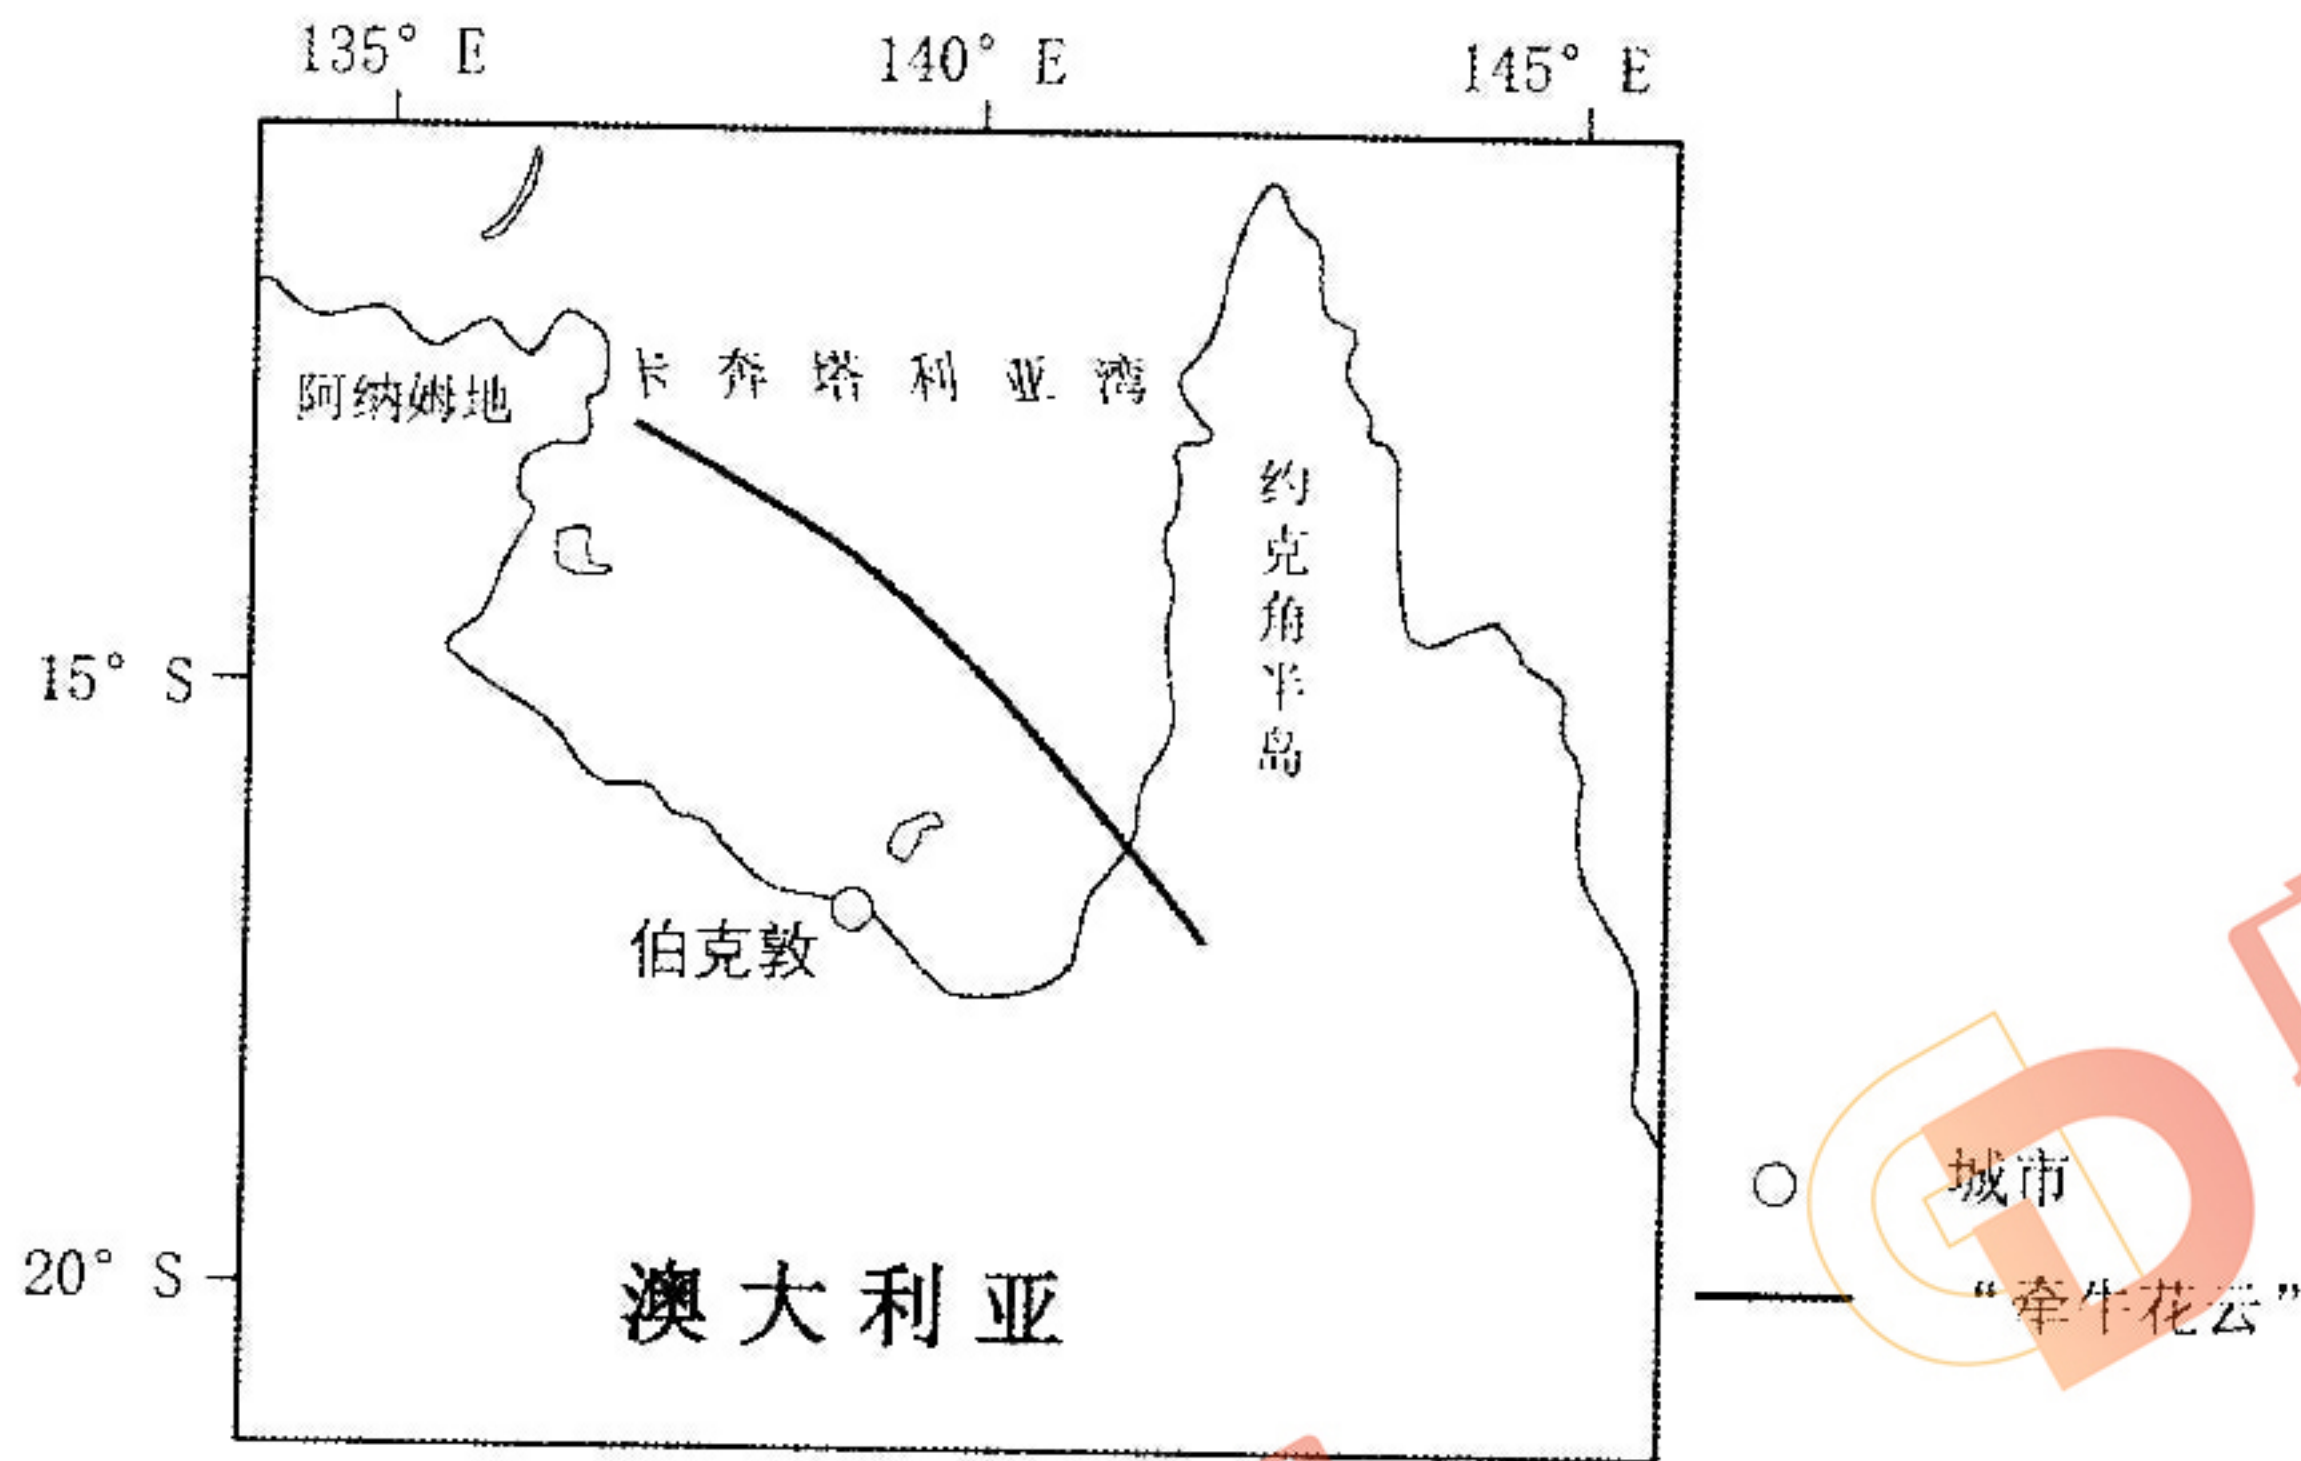 135° E
140° E
145° E
卡奔塔利亚湾
阿纳姆地
约克角半岛
15° S
伯克敦
城市
20° S
澳大利亚
“牵牛花云”